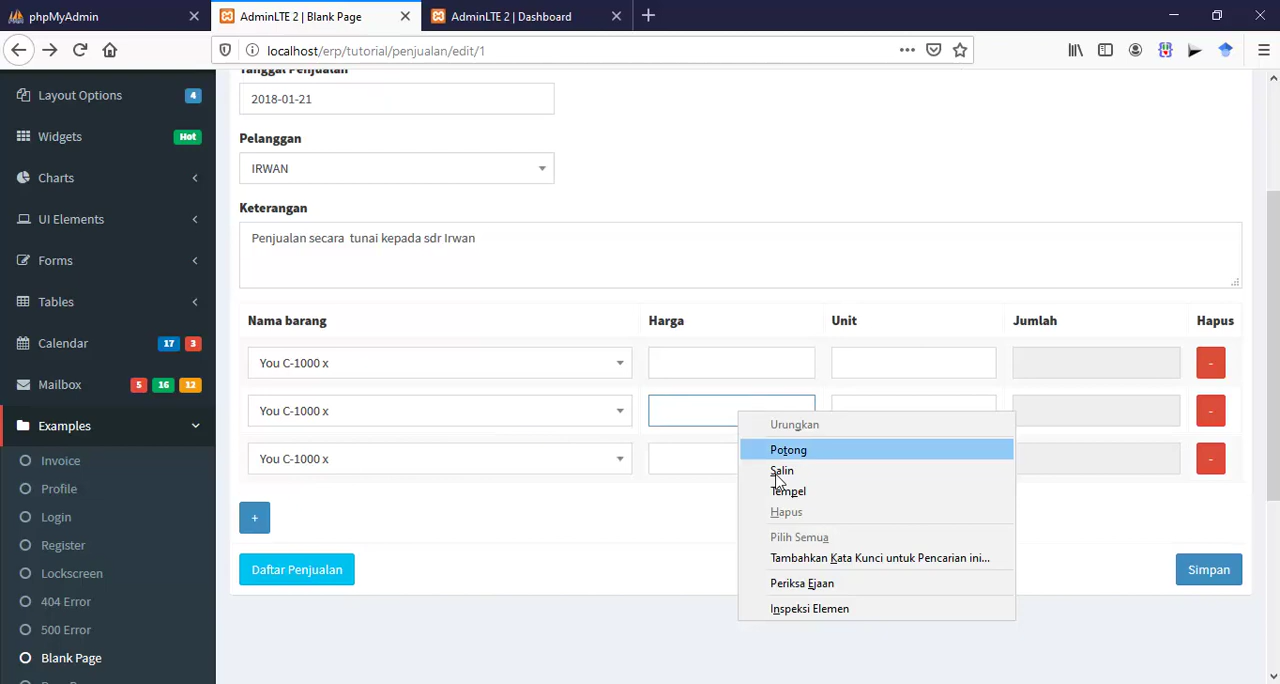 phpMyAdmin
AdminLTE 2 | Blank Page
AdminLTE 2 | Dashboard
localhost/erp/tutorial/penjualan/edit/1
Layout Options 4
Widgets Hot
Charts
UI Elements
Forms
Tables
Calendar 17 3
Mailbox 5 16 12
Examples
Invoice
Profile
Login
Register
Lockscreen
404 Error
500 Error
Blank Page
Tanggal Penjualan
2018-01-21
Pelanggan
IRWAN
Keterangan
Penjualan secara  tunai kepada sdr Irwan
Nama barang Harga Unit Jumlah Hapus
You C-1000 x -
You C-1000 x -
You C-1000 x -
+
Daftar Penjualan
Simpan
Urungkan
Potong
Salin
Tempel
Hapus
Pilih Semua
Tambahkan Kata Kunci untuk Pencarian ini...
Periksa Ejaan
Inspeksi Elemen